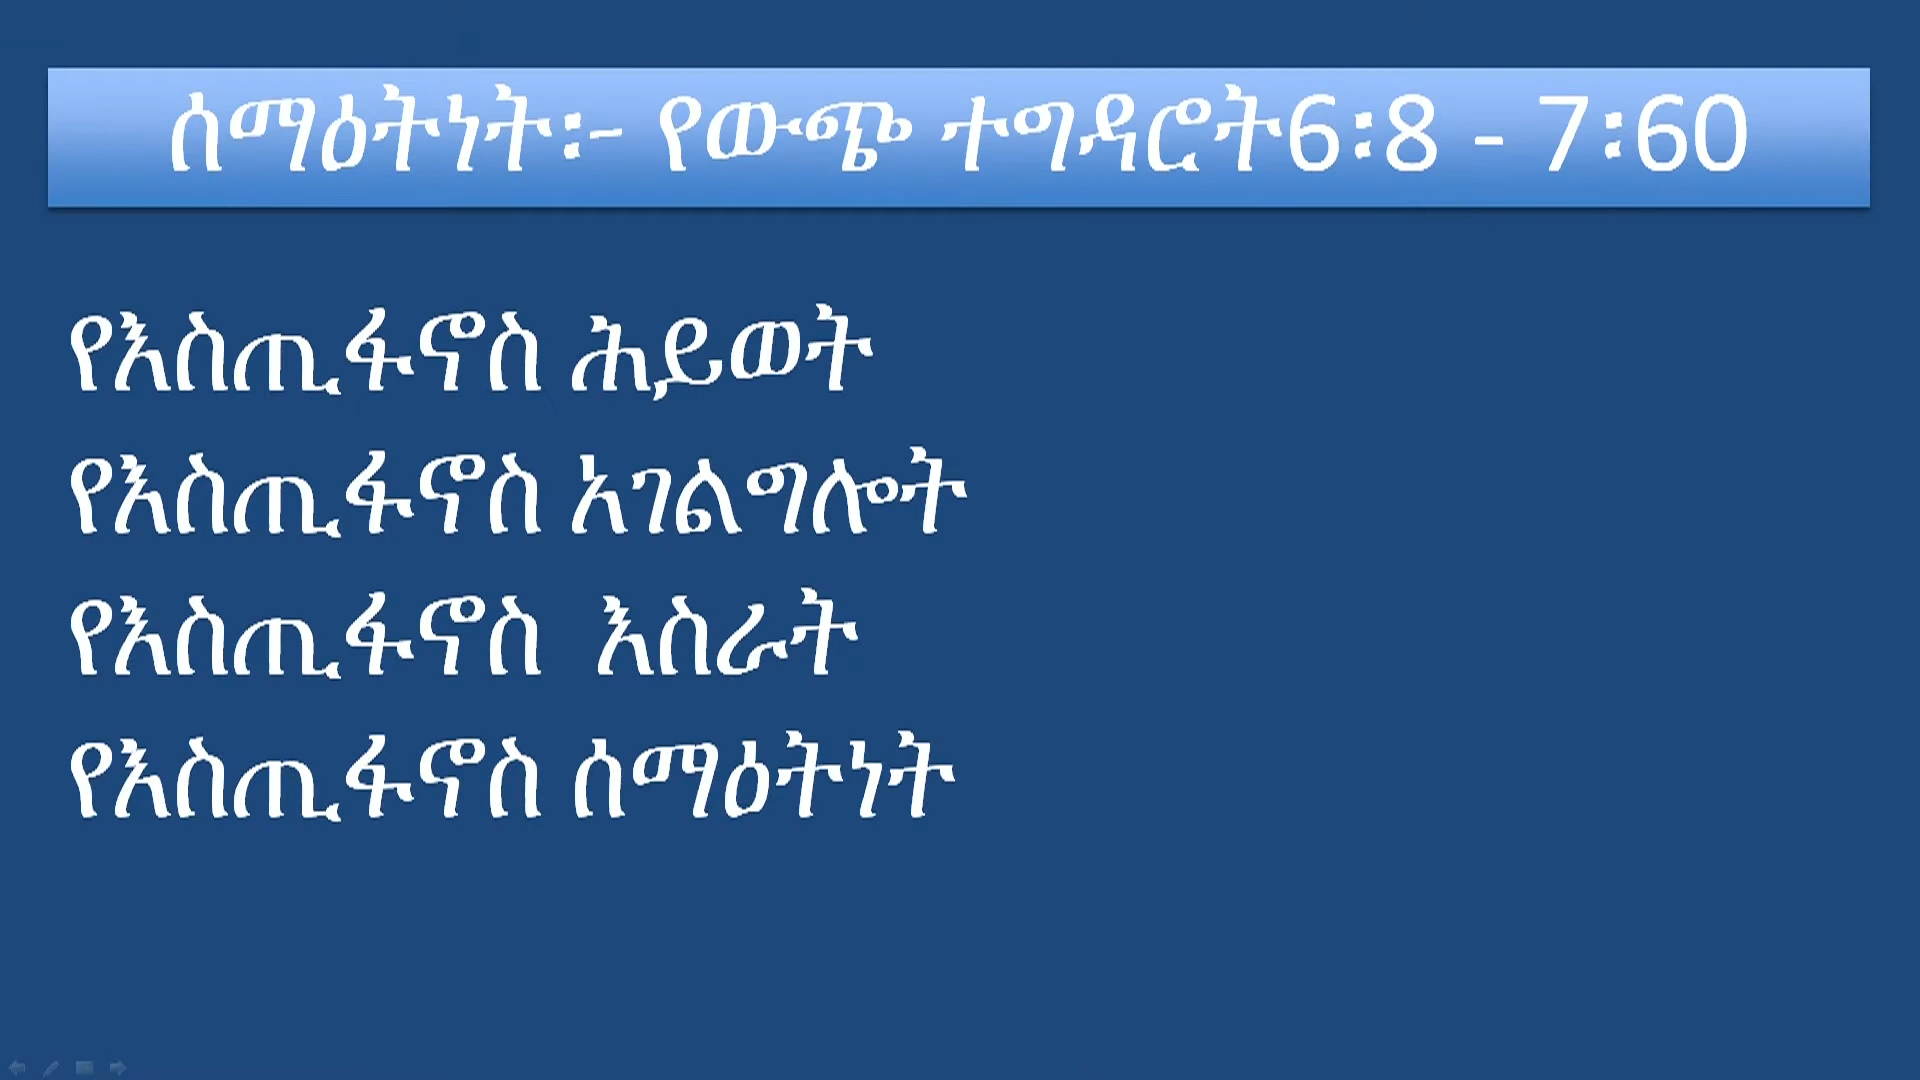 ሰማዕትነት፡- የውጭ ተግዳሮት6፡8 - 7፡60
የእስጢፋኖስ ሕይወት
የእስጢፋኖስ አገልግሎት
የእስጢፋኖስ  እስራት
የእስጢፋኖስ ሰማዕትነት